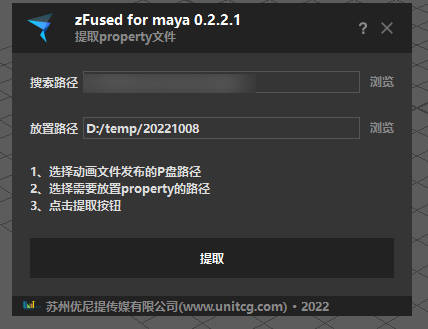 zFused for maya 0.2.2.1
提取property文件
?
搜索路径
浏览
放置路径 D:/temp/20221008 浏览
1、选择动画文件发布的P盘路径
2、选择需要放置property的路径
3、点击提取按钮
提取
苏州优尼提传媒有限公司(www.unitcg.com)・2022